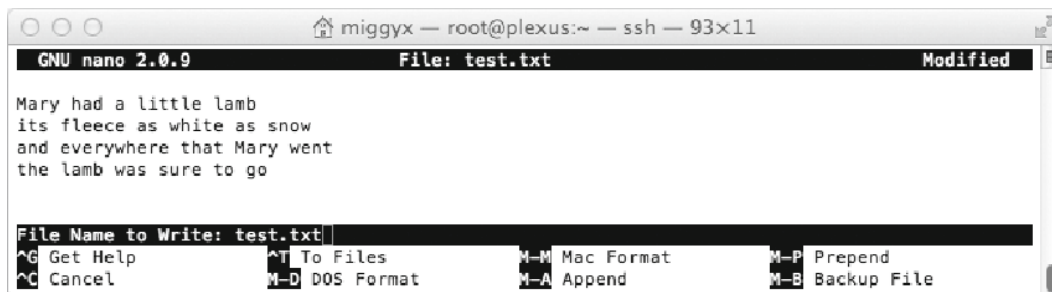 miggyx — root@plexus:~ — ssh — 93×11
GNU nano 2.0.9 File: test.txt Modified
Mary had a little lamb
its fleece as white as snow
and everywhere that Mary went
the lamb was sure to go
File Name to Write: test.txt
^G Get Help ^T To Files M-M Mac Format M-P Prepend
^C Cancel M-D DOS Format M-A Append M-B Backup File